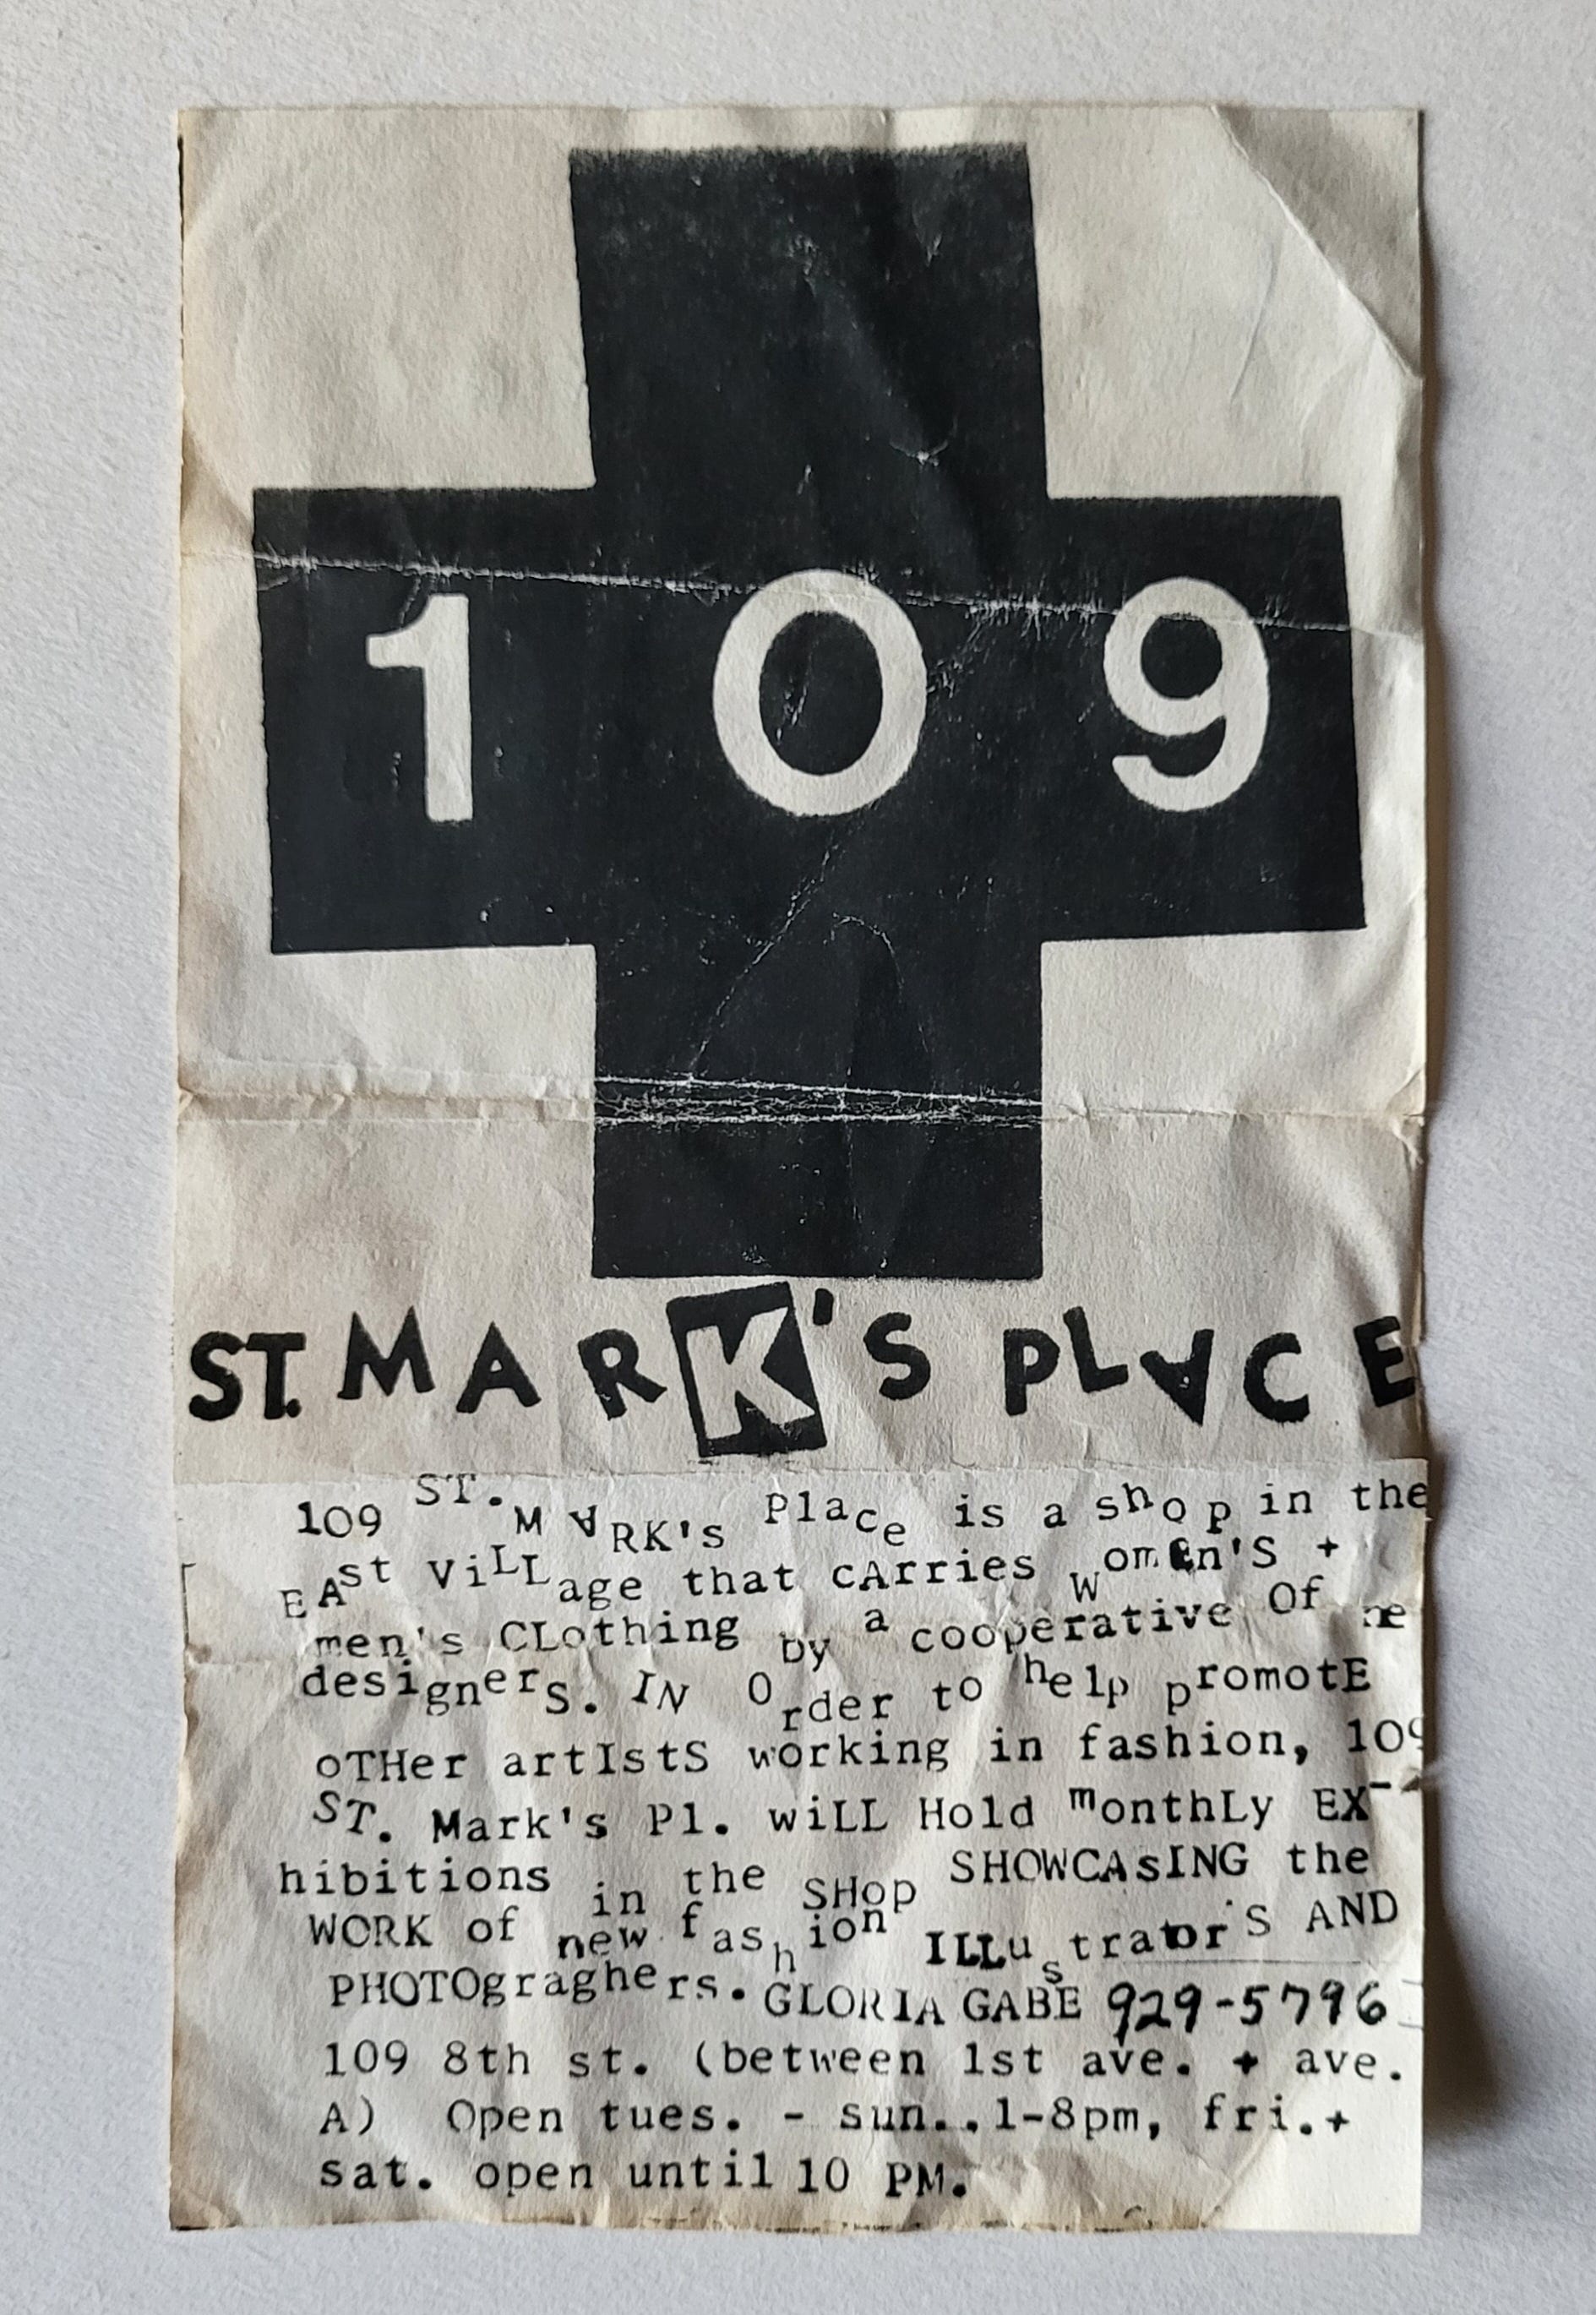 109
ST. MARK'S PLACE
109 ST. MARK's Place is a shop in the
EAst ViLLage that cArries Women'S +
men's CLothing by a cooperative Of ne
designers. IN Order to help promotE
oTHer artIstS working in fashion, 109
ST. Mark's Pl. wiLL Hold monthLy EX-
hibitions in the SHop SHOWCAsING the
WORK of new fashion ILLustrator'S AND
PHOTOgraghers. GLORIA GABE 929-5796
109 8th st. (between 1st ave. + ave.
A) Open tues. - sun..1-8pm, fri.+
sat. open until 10 PM.